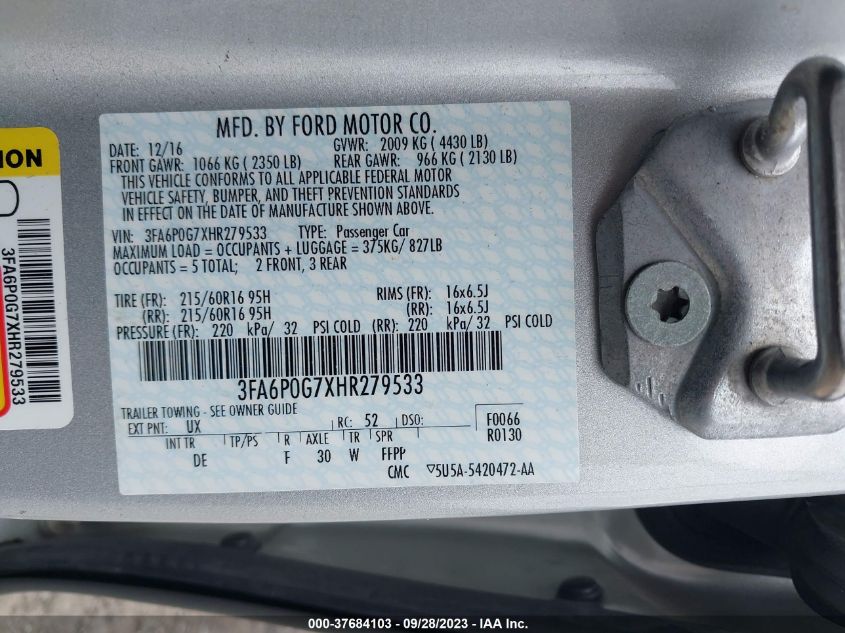 MFD. BY FORD MOTOR CO.
DATE: 12/16 GVWR: 2009 KG ( 4430 LB)
FRONT GAWR: 1066 KG ( 2350 LB) REAR GAWR: 966 KG ( 2130 LB)
THIS VEHICLE CONFORMS TO ALL APPLICABLE FEDERAL MOTOR
VEHICLE SAFETY, BUMPER, AND THEFT PREVENTION STANDARDS
IN EFFECT ON THE DATE OF MANUFACTURE SHOWN ABOVE.
VIN: 3FA6P0G7XHR279533 TYPE: Passenger Car
MAXIMUM LOAD = OCCUPANTS + LUGGAGE = 375KG/ 827LB
OCCUPANTS = 5 TOTAL; 2 FRONT, 3 REAR
TIRE (FR): 215/60R16 95H RIMS (FR): 16x6.5J
(RR): 215/60R16 95H (RR): 16x6.5J
PRESSURE (FR): 220 kPa/ 32 PSI COLD (RR): 220 kPa/ 32 PSI COLD
3FA6P0G7XHR279533
TRAILER TOWING - SEE OWNER GUIDE
EXT PNT: UX RC: 52 DSO: F0066
INT TR TP/PS R AXLE TR SPR R0130
DE F 30 W FFPP
CMC ▽5U5A-5420472-AA
ION
3FA6P0G7XHR279533
000-37684103 - 09/28/2023 - IAAI, Inc.